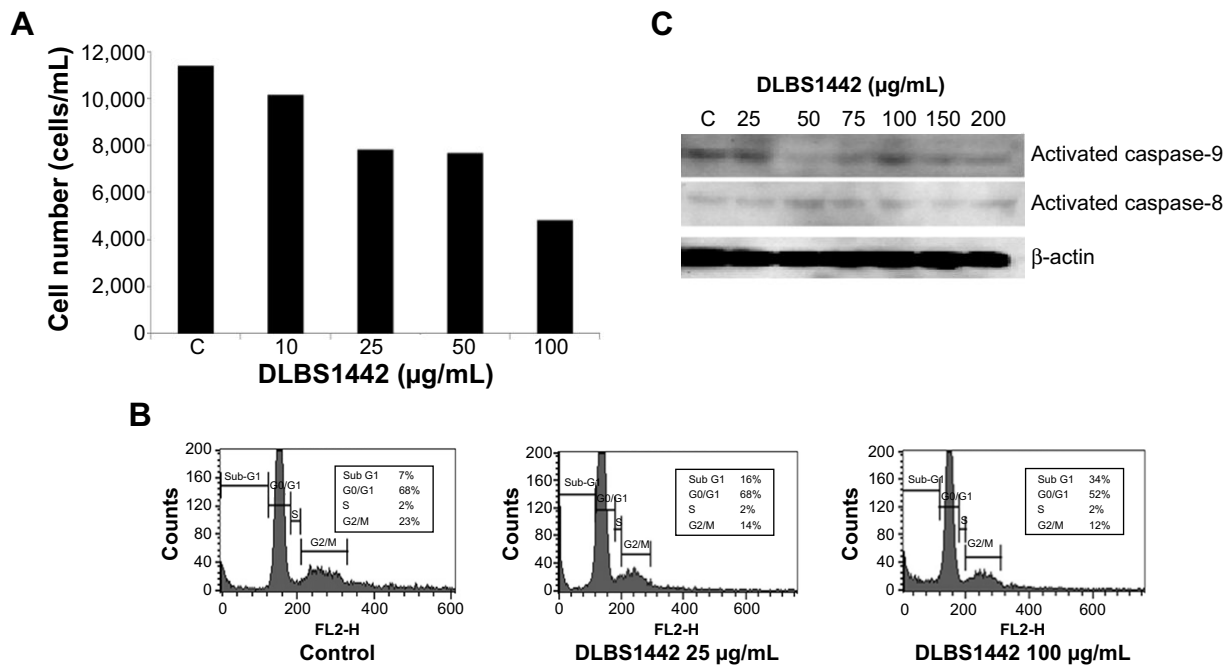 A
Cell number (cells/mL)
12,000
10,000
8,000
6,000
4,000
2,000
0
C 10 25 50 100
DLBS1442 (µg/mL)
C
DLBS1442 (µg/mL)
C 25 50 75 100 150 200
Activated caspase-9
Activated caspase-8
β-actin
B
Counts
200
160
120
80
40
0
Sub-G1
G0/G1
S
G2/M
Sub G1 7%
G0/G1 68%
S 2%
G2/M 23%
0 200 400 600
FL2-H
Control
Counts
200
160
120
80
40
0
Sub-G1
G0/G1
S
G2/M
Sub G1 16%
G0/G1 68%
S 2%
G2/M 14%
0 200 400 600
FL2-H
DLBS1442 25 µg/mL
Counts
200
160
120
80
40
0
Sub-G1
G0/G1
S
G2/M
Sub G1 34%
G0/G1 52%
S 2%
G2/M 12%
0 200 400 600
FL2-H
DLBS1442 100 µg/mL